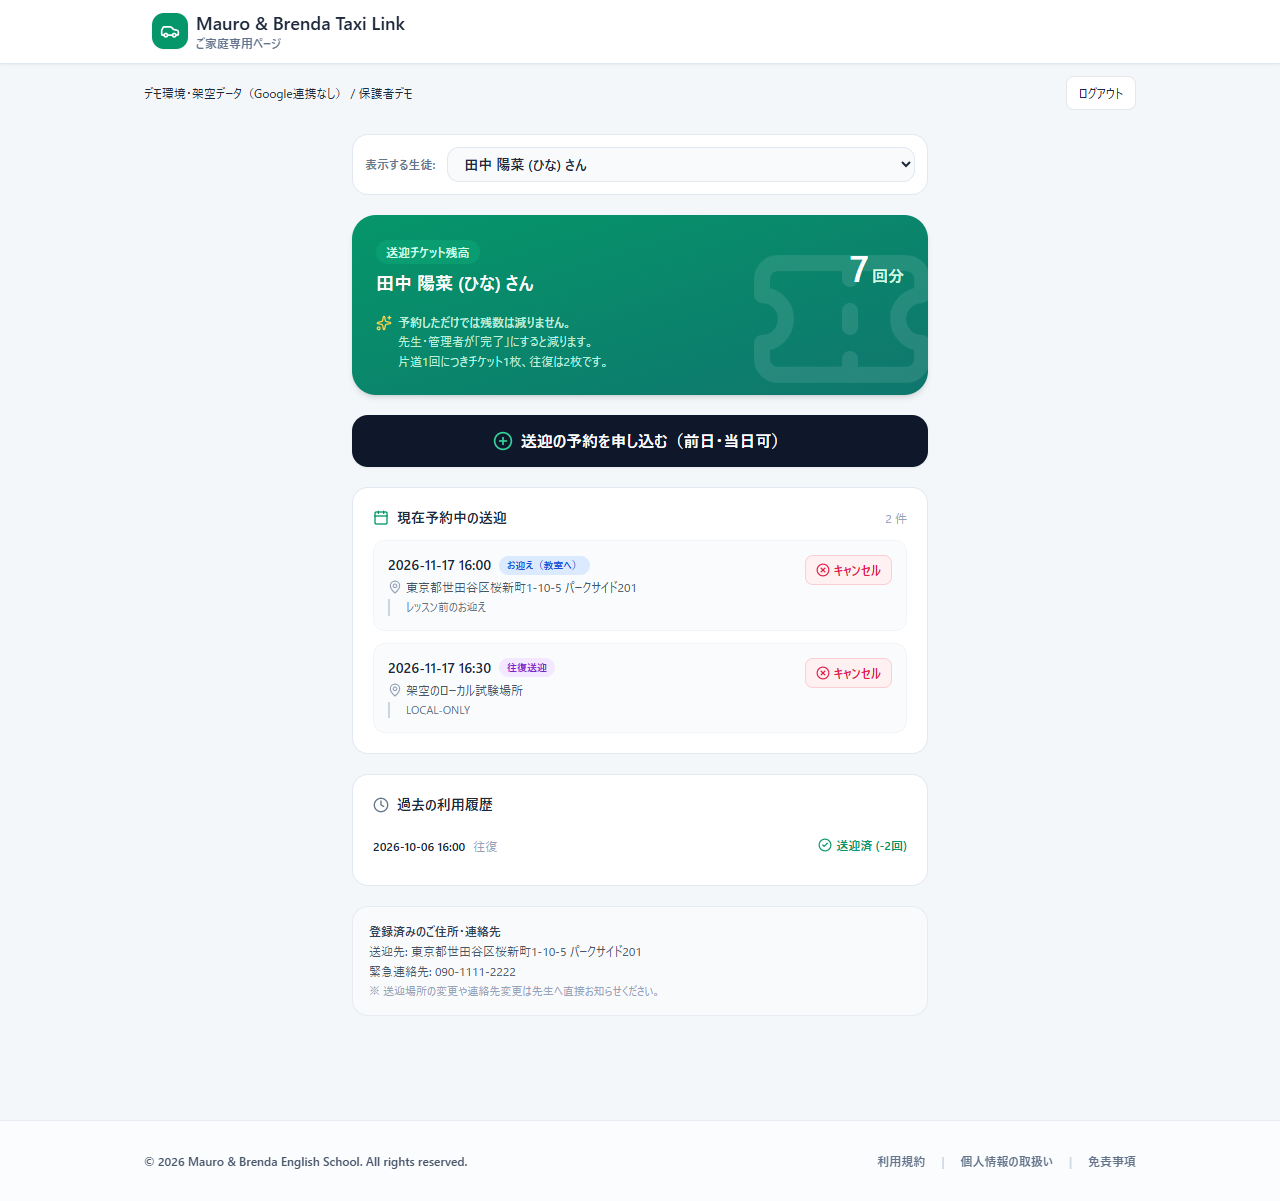 Mauro & Brenda Taxi Link
ご家庭専用ページ
デモ環境・架空データ（Google連携なし） / 保護者デモ
ログアウト
表示する生徒:
田中 陽菜 (ひな) さん
送迎チケット残高
田中 陽菜 (ひな) さん
7 回分
予約しただけでは残数は減りません。
先生・管理者が「完了」にすると減ります。
片道1回につきチケット1枚、往復は2枚です。
送迎の予約を申し込む（前日・当日可）
現在予約中の送迎
2 件
2026-11-17 16:00
お迎え（教室へ）
キャンセル
東京都世田谷区桜新町1-10-5 パークサイド201
レッスン前のお迎え
2026-11-17 16:30
往復送迎
キャンセル
架空のローカル試験場所
LOCAL-ONLY
過去の利用履歴
2026-10-06 16:00 往復
送迎済 (-2回)
登録済みのご住所・連絡先
送迎先: 東京都世田谷区桜新町1-10-5 パークサイド201
緊急連絡先: 090-1111-2222
※ 送迎場所の変更や連絡先変更は先生へ直接お知らせください。
© 2026 Mauro & Brenda English School. All rights reserved.
利用規約 | 個人情報の取扱い | 免責事項